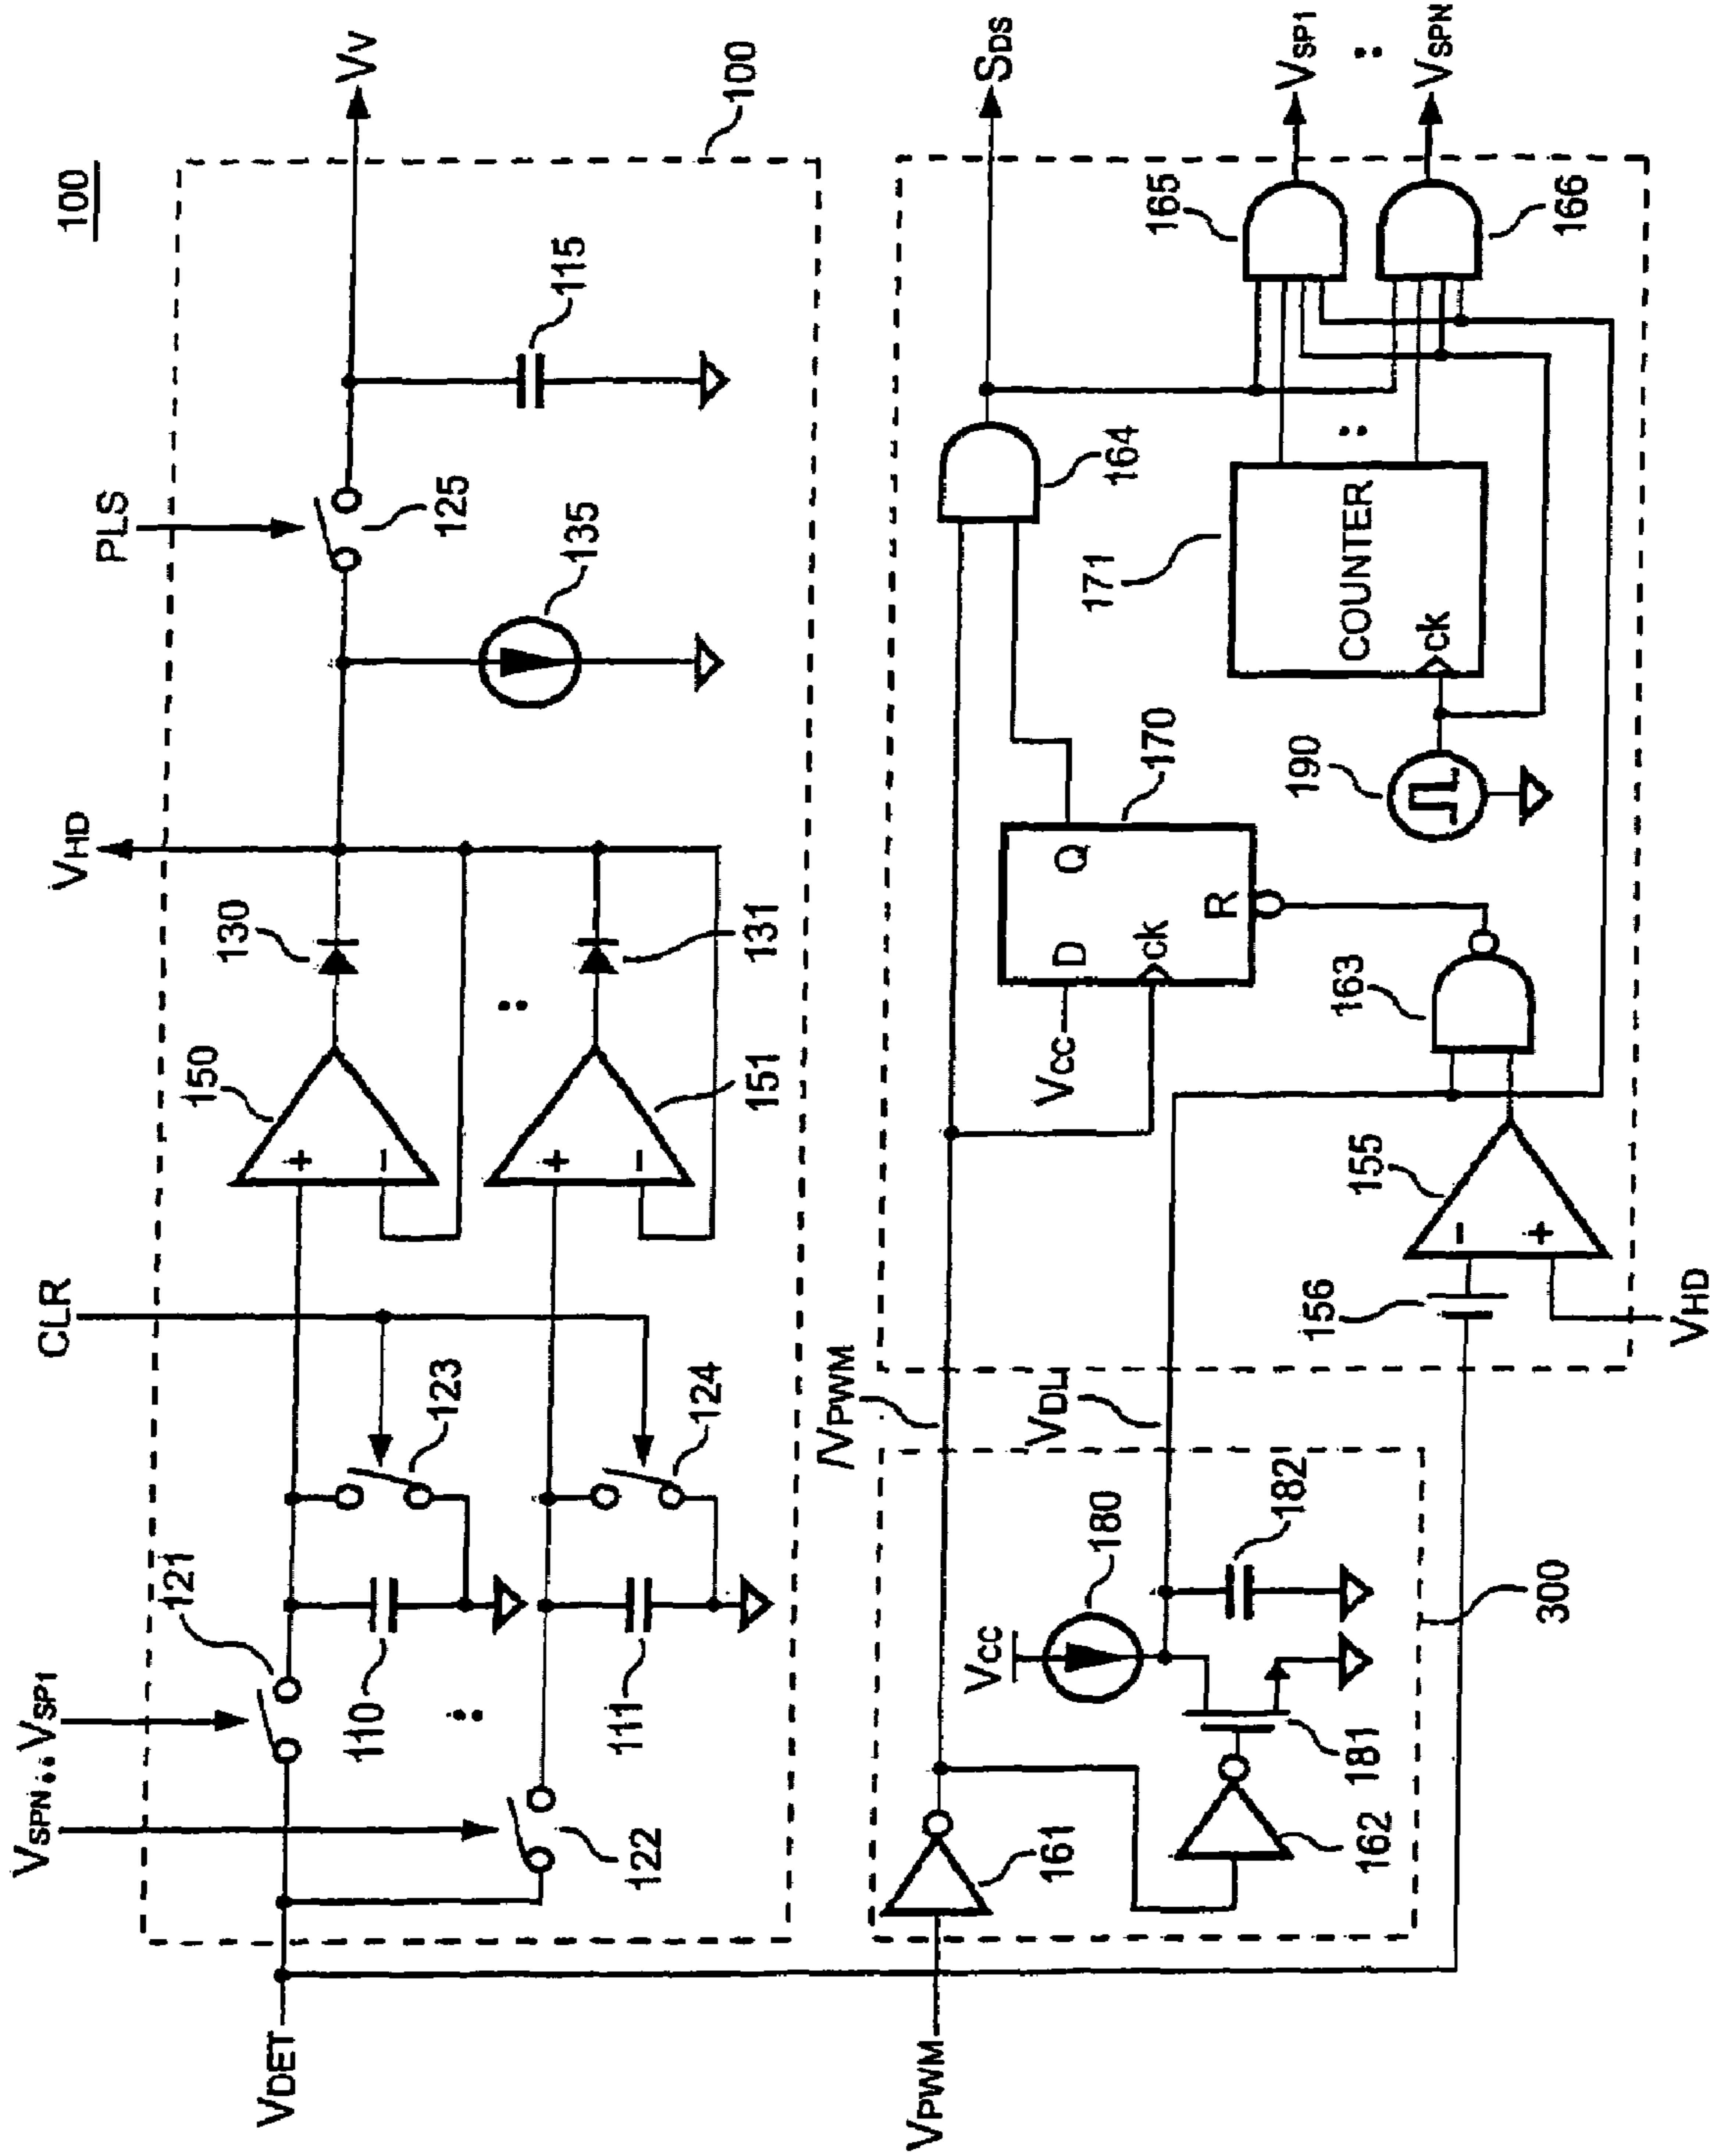 100
VDET
VSPN
:
VSP1
CLR
VHD
PLS
VV
121
122
110
:
111
123
124
150
+
-
151
+
-
130
:
131
135
125
115
100
VPWM
161
162
VCC
180
181
182
300
/VPWM
VDLI
156
VHD
155
-
+
163
VCC
D
Q
ck
R
170
190
171
COUNTER
ck
:
164
165
166
SDS
VSP1
:
VSPN